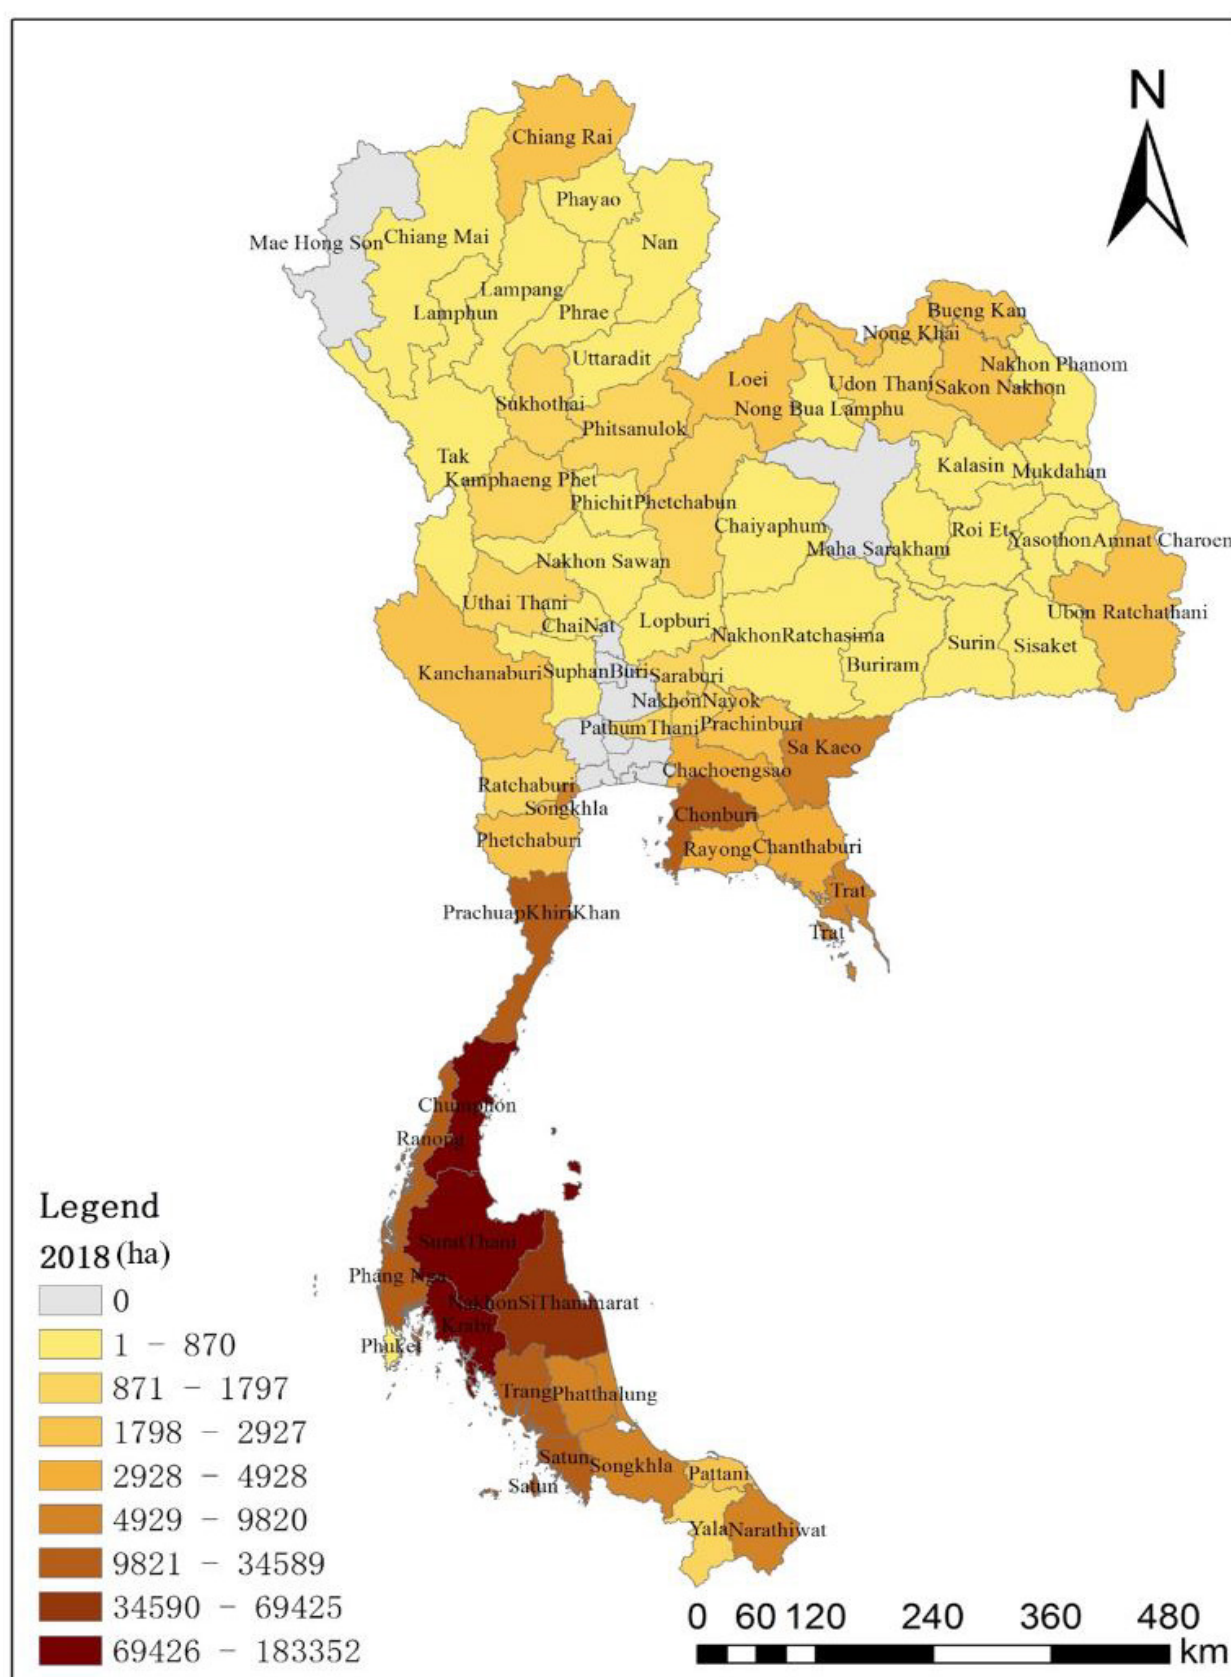 N
Chiang Rai
Phayao
Mae Hong Son
Chiang Mai
Nan
Lampang
Lamphun
Phrae
Bueng Kan
Nong Khai
Uttaradit
Nakhon Phanom
Loei
Udon Thani
Sakon Nakhon
Sukhothai
Nong Bua Lamphu
Phitsanulok
Tak
Kalasin
Mukdahan
Kamphaeng Phet
Phichit
Phetchabun
Chaiyaphum
Roi Et
Yasothon
Amnat Charoen
Maha Sarakham
Nakhon Sawan
Uthai Thani
Ubon Ratchathani
ChaiNat
Lopburi
NakhonRatchasima
Surin
Sisaket
Buriram
Kanchanaburi
SuphanBuri
Saraburi
NakhonNayok
PathumThani
Prachinburi
Sa Kaeo
Chachoengsao
Ratchaburi
Songkhla
Chonburi
Phetchaburi
Rayong
Chanthaburi
Trat
PrachuapKhiriKhan
Trat
Chumphon
Ranong
SuratThani
Phang Nga
NakhonSiThammarat
Krabi
Phuket
Trang
Phatthalung
Satun
Songkhla
Pattani
Satun
Yala
Narathiwat
Legend
2018 (ha)
0
1 - 870
871 - 1797
1798 - 2927
2928 - 4928
4929 - 9820
9821 - 34589
34590 - 69425
69426 - 183352
0 60 120 240 360 480
km